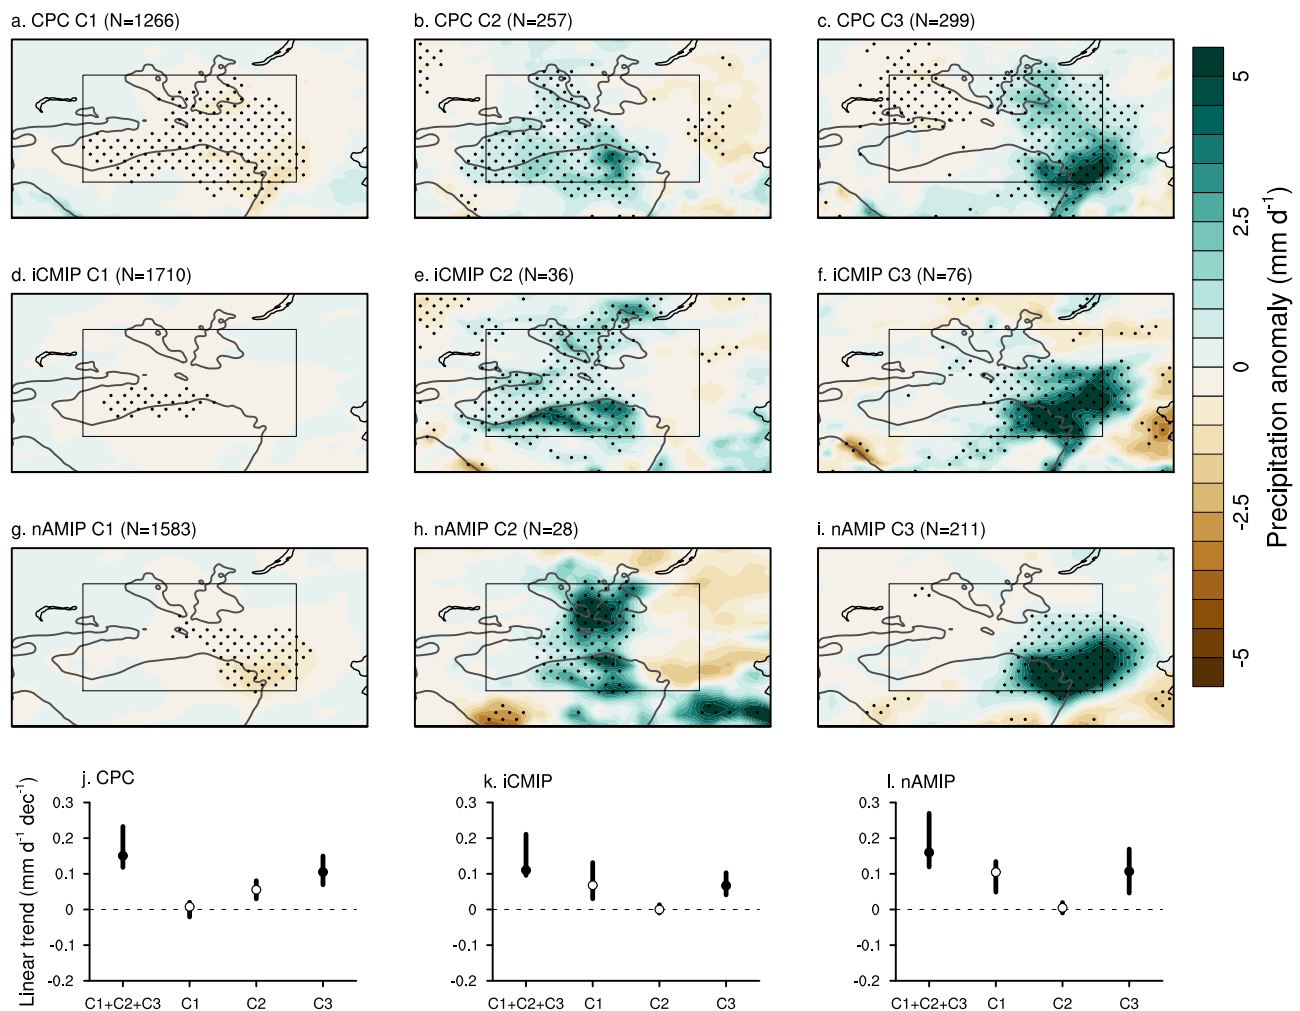 a. CPC C1 (N=1266)
b. CPC C2 (N=257)
c. CPC C3 (N=299)
d. iCMIP C1 (N=1710)
e. iCMIP C2 (N=36)
f. iCMIP C3 (N=76)
g. nAMIP C1 (N=1583)
h. nAMIP C2 (N=28)
i. nAMIP C3 (N=211)
5
2.5
0
-2.5
-5
Precipitation anomaly (mm d⁻¹)
j. CPC
Linear trend (mm d⁻¹ dec⁻¹)
0.3
0.2
0.1
0
-0.1
-0.2
C1+C2+C3 C1 C2 C3
k. iCMIP
0.3
0.2
0.1
0
-0.1
-0.2
C1+C2+C3 C1 C2 C3
l. nAMIP
0.3
0.2
0.1
0
-0.1
-0.2
C1+C2+C3 C1 C2 C3